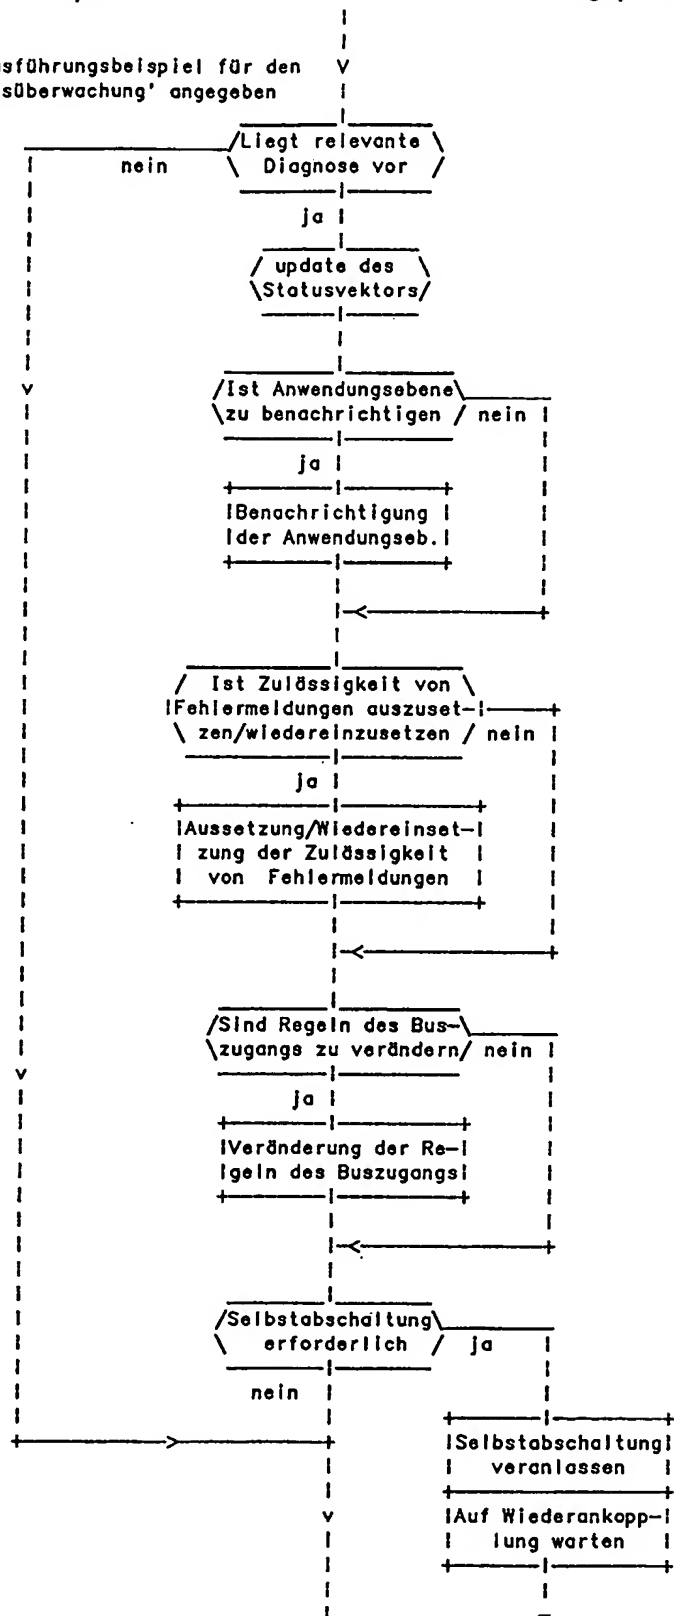 sführungsbeispiel für den
süberwachung' angegeben
Liegt relevante
nein Diagnose vor
ja
update des
Statusvektors
Ist Anwendungsebene
zu benachrichtigen nein
ja
Benachrichtigung
der Anwendungseb.
Ist Zulässigkeit von
Fehlermeldungen auszuset-
zen/wiedereinzusetzen nein
ja
Aussetzung/Wiedereinset-
zung der Zulässigkeit
von Fehlermeldungen
Sind Regeln des Bus-
zugangs zu verändern nein
ja
Veränderung der Re-
geln des Buszugangs
Selbstabschaltung
erforderlich ja
nein
Selbstabschaltung
veranlassen
Auf Wiederankopp-
lung warten